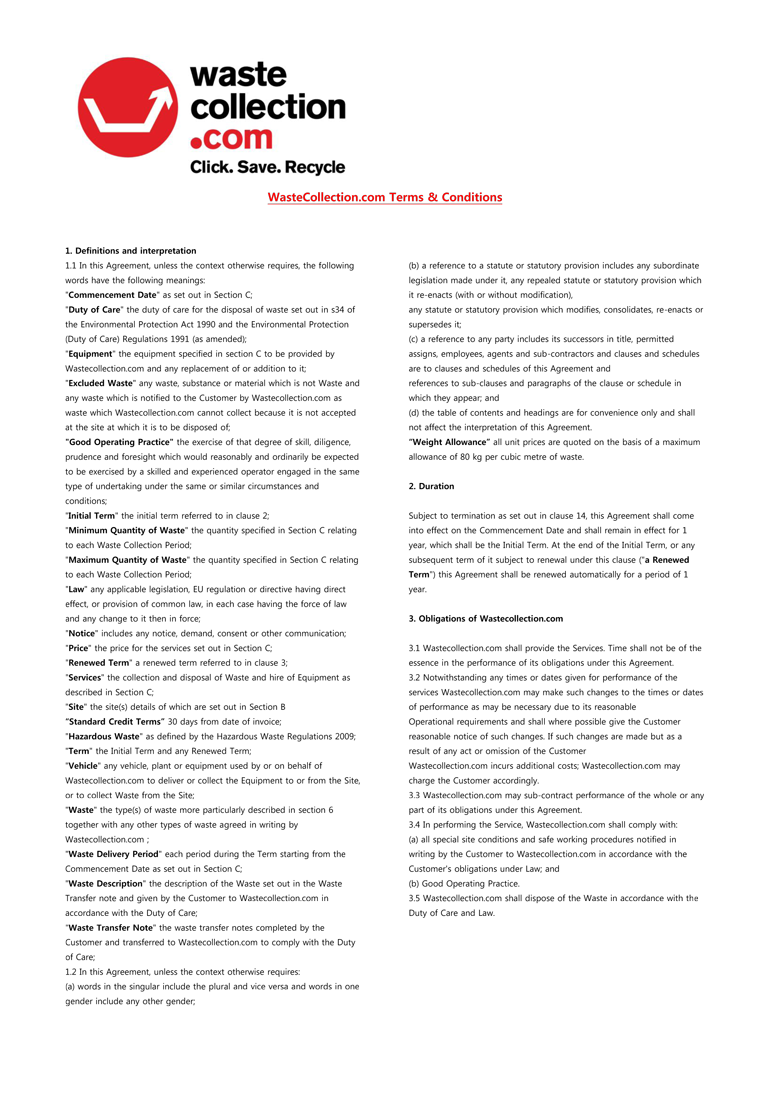 waste
collection
.com
Click. Save. Recycle
WasteCollection.com Terms & Conditions
1. Definitions and interpretation
1.1 In this Agreement, unless the context otherwise requires, the following
words have the following meanings:
"Commencement Date" as set out in Section C;
"Duty of Care" the duty of care for the disposal of waste set out in s34 of
the Environmental Protection Act 1990 and the Environmental Protection
(Duty of Care) Regulations 1991 (as amended);
"Equipment" the equipment specified in section C to be provided by
Wastecollection.com and any replacement of or addition to it;
"Excluded Waste" any waste, substance or material which is not Waste and
any waste which is notified to the Customer by Wastecollection.com as
waste which Wastecollection.com cannot collect because it is not accepted
at the site at which it is to be disposed of;
"Good Operating Practice" the exercise of that degree of skill, diligence,
prudence and foresight which would reasonably and ordinarily be expected
to be exercised by a skilled and experienced operator engaged in the same
type of undertaking under the same or similar circumstances and
conditions;
"Initial Term" the initial term referred to in clause 2;
"Minimum Quantity of Waste" the quantity specified in Section C relating
to each Waste Collection Period;
"Maximum Quantity of Waste" the quantity specified in Section C relating
to each Waste Collection Period;
"Law" any applicable legislation, EU regulation or directive having direct
effect, or provision of common law, in each case having the force of law
and any change to it then in force;
"Notice" includes any notice, demand, consent or other communication;
"Price" the price for the services set out in Section C;
"Renewed Term" a renewed term referred to in clause 3;
"Services" the collection and disposal of Waste and hire of Equipment as
described in Section C;
"Site" the site(s) details of which are set out in Section B
"Standard Credit Terms" 30 days from date of invoice;
"Hazardous Waste" as defined by the Hazardous Waste Regulations 2009;
"Term" the Initial Term and any Renewed Term;
"Vehicle" any vehicle, plant or equipment used by or on behalf of
Wastecollection.com to deliver or collect the Equipment to or from the Site,
or to collect Waste from the Site;
"Waste" the type(s) of waste more particularly described in section 6
together with any other types of waste agreed in writing by
Wastecollection.com ;
"Waste Delivery Period" each period during the Term starting from the
Commencement Date as set out in Section C;
"Waste Description" the description of the Waste set out in the Waste
Transfer note and given by the Customer to Wastecollection.com in
accordance with the Duty of Care;
"Waste Transfer Note" the waste transfer notes completed by the
Customer and transferred to Wastecollection.com to comply with the Duty
of Care;
1.2 In this Agreement, unless the context otherwise requires:
(a) words in the singular include the plural and vice versa and words in one
gender include any other gender;
(b) a reference to a statute or statutory provision includes any subordinate
legislation made under it, any repealed statute or statutory provision which
it re-enacts (with or without modification),
any statute or statutory provision which modifies, consolidates, re-enacts or
supersedes it;
(c) a reference to any party includes its successors in title, permitted
assigns, employees, agents and sub-contractors and clauses and schedules
are to clauses and schedules of this Agreement and
references to sub-clauses and paragraphs of the clause or schedule in
which they appear; and
(d) the table of contents and headings are for convenience only and shall
not affect the interpretation of this Agreement.
"Weight Allowance" all unit prices are quoted on the basis of a maximum
allowance of 80 kg per cubic metre of waste.
2. Duration
Subject to termination as set out in clause 14, this Agreement shall come
into effect on the Commencement Date and shall remain in effect for 1
year, which shall be the Initial Term. At the end of the Initial Term, or any
subsequent term of it subject to renewal under this clause ("a Renewed
Term") this Agreement shall be renewed automatically for a period of 1
year.
3. Obligations of Wastecollection.com
3.1 Wastecollection.com shall provide the Services. Time shall not be of the
essence in the performance of its obligations under this Agreement.
3.2 Notwithstanding any times or dates given for performance of the
services Wastecollection.com may make such changes to the times or dates
of performance as may be necessary due to its reasonable
Operational requirements and shall where possible give the Customer
reasonable notice of such changes. If such changes are made but as a
result of any act or omission of the Customer
Wastecollection.com incurs additional costs; Wastecollection.com may
charge the Customer accordingly.
3.3 Wastecollection.com may sub-contract performance of the whole or any
part of its obligations under this Agreement.
3.4 In performing the Service, Wastecollection.com shall comply with:
(a) all special site conditions and safe working procedures notified in
writing by the Customer to Wastecollection.com in accordance with the
Customer's obligations under Law; and
(b) Good Operating Practice.
3.5 Wastecollection.com shall dispose of the Waste in accordance with the
Duty of Care and Law.